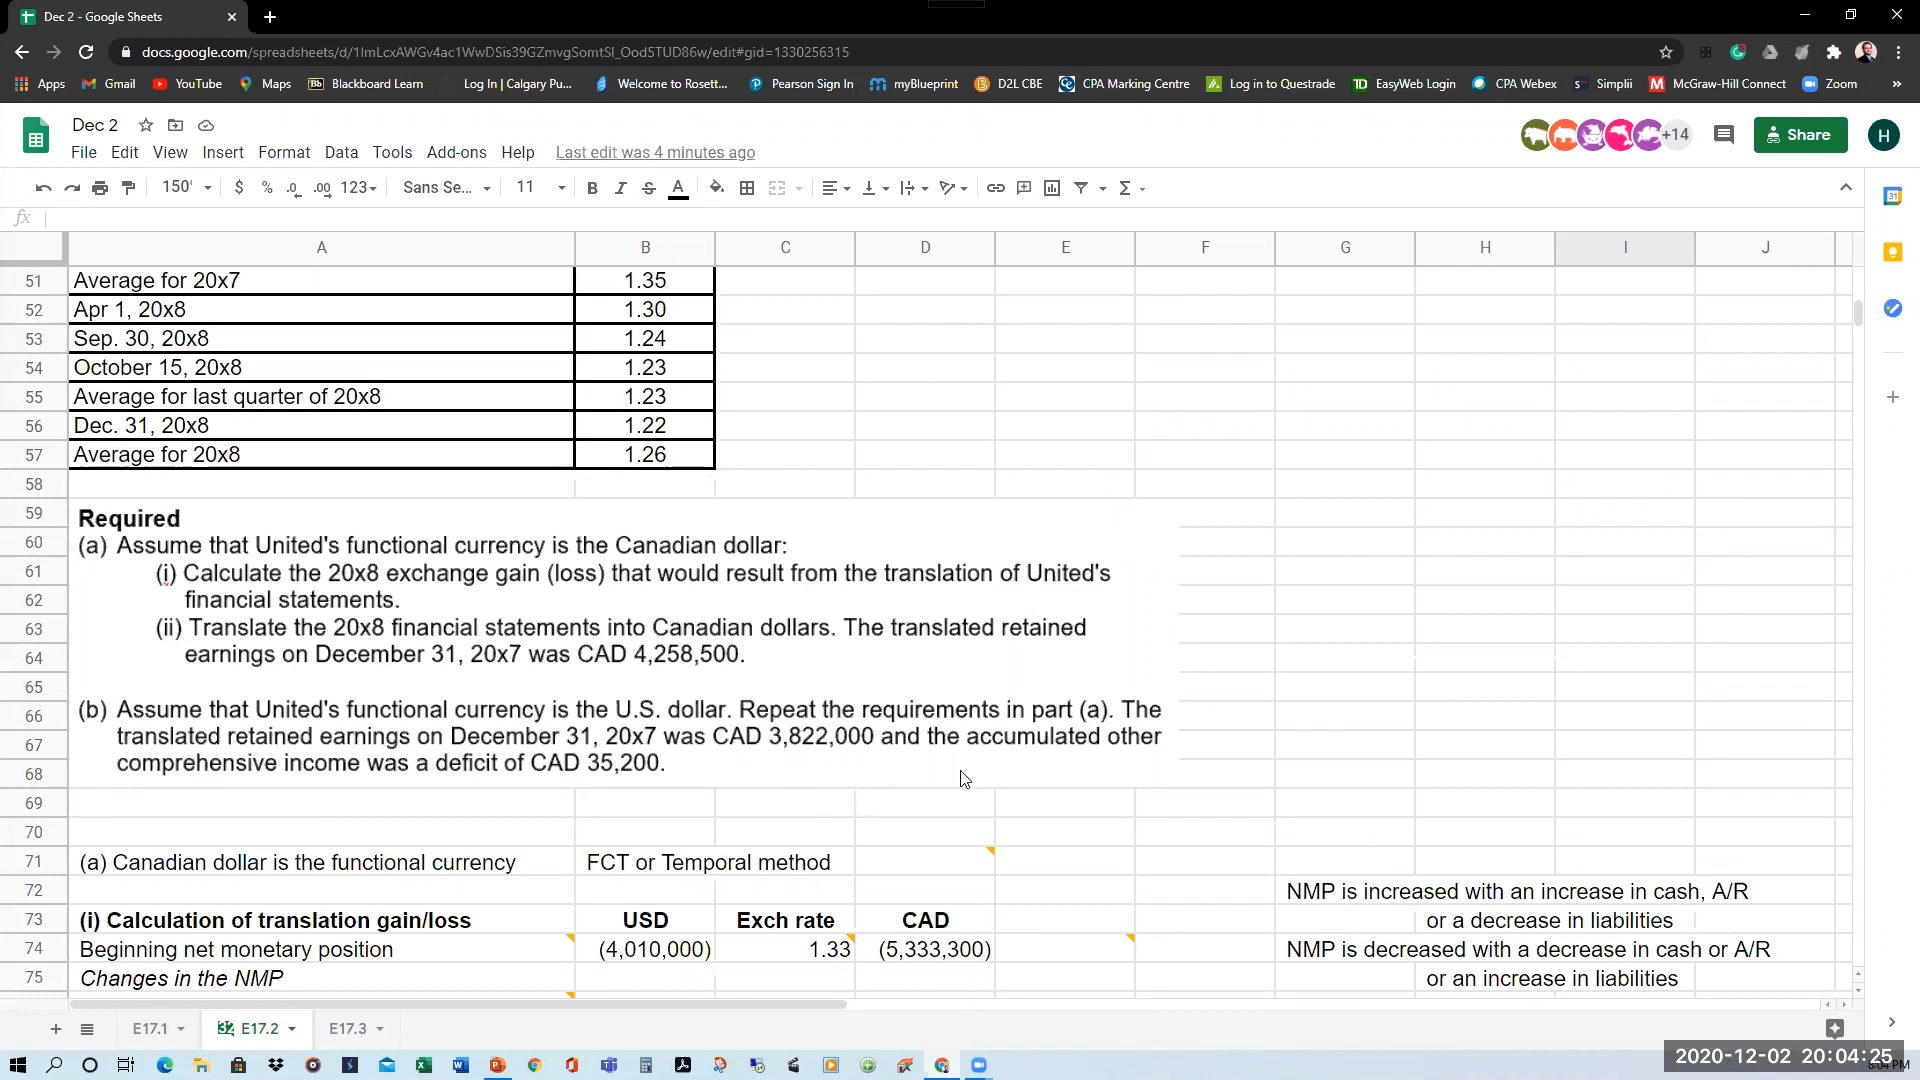 Dec 2 - Google Sheets
docs.google.com/spreadsheets/d/1ImLcxAWGv4ac1WwDSis39GZmvgSomtSI_Ood5TUD86w/edit#gid=1330256315
Apps Gmail YouTube Maps Bb Blackboard Learn Log In | Calgary Pu... Welcome to Rosett... Pearson Sign In myBlueprint D2L CBE CPA Marking Centre Log in to Questrade TD EasyWeb Login CPA Webex Simplii M McGraw-Hill Connect Zoom »
Dec 2
+14 Share H
File Edit View Insert Format Data Tools Add-ons Help Last edit was 4 minutes ago
150' $ % .0 .00 123 Sans Se... 11 B I S A
fx
A B C D E F G H I J
51 Average for 20x7 1.35
52 Apr 1, 20x8 1.30
53 Sep. 30, 20x8 1.24
54 October 15, 20x8 1.23
55 Average for last quarter of 20x8 1.23
56 Dec. 31, 20x8 1.22
57 Average for 20x8 1.26
58
59 Required
60 (a) Assume that United's functional currency is the Canadian dollar:
61 (i) Calculate the 20x8 exchange gain (loss) that would result from the translation of United's
62 financial statements.
63 (ii) Translate the 20x8 financial statements into Canadian dollars. The translated retained
64 earnings on December 31, 20x7 was CAD 4,258,500.
65
66 (b) Assume that United's functional currency is the U.S. dollar. Repeat the requirements in part (a). The
67 translated retained earnings on December 31, 20x7 was CAD 3,822,000 and the accumulated other
68 comprehensive income was a deficit of CAD 35,200.
69
70
71 (a) Canadian dollar is the functional currency FCT or Temporal method
72 NMP is increased with an increase in cash, A/R
73 (i) Calculation of translation gain/loss USD Exch rate CAD or a decrease in liabilities
74 Beginning net monetary position (4,010,000) 1.33 (5,333,300) NMP is decreased with a decrease in cash or A/R
75 Changes in the NMP or an increase in liabilities
E17.1 32 E17.2 E17.3
2020-12-02 20:04:25